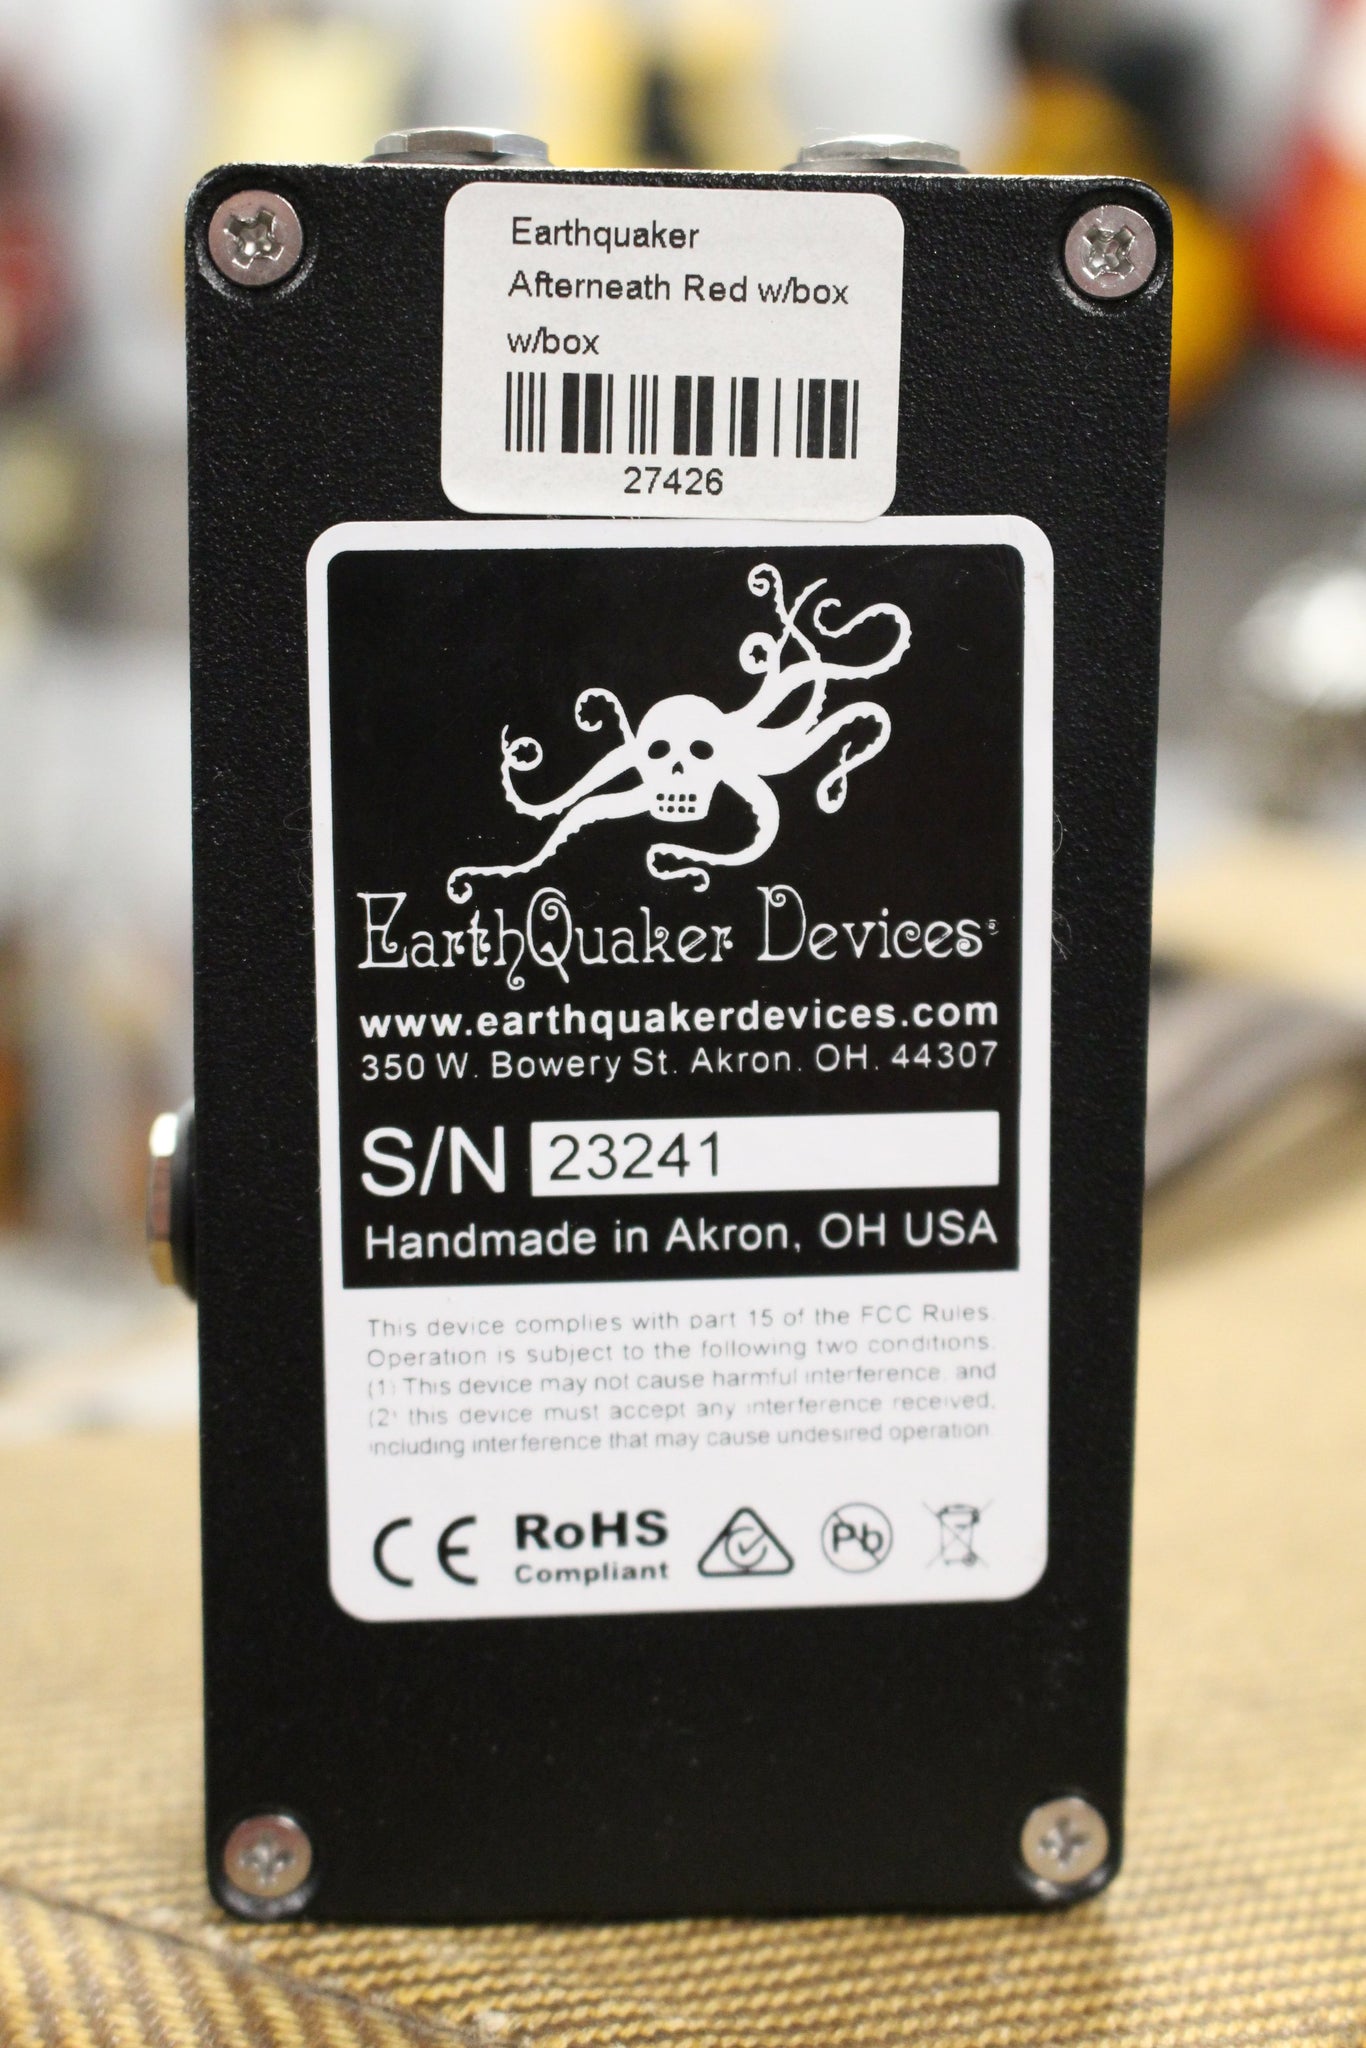 Earthquaker
Afterneath Red w/box
w/box
27426
EarthQuaker Devices
www.earthquakerdevices.com
350 W. Bowery St. Akron. OH. 44307
S/N 23241
Handmade in Akron, OH USA
This device complies with part 15 of the FCC Rules.
Operation is subject to the following two conditions.
(1) This device may not cause harmful interference, and
(2) this device must accept any interference received,
including interference that may cause undesired operation.
CE RoHS Pb
Compliant